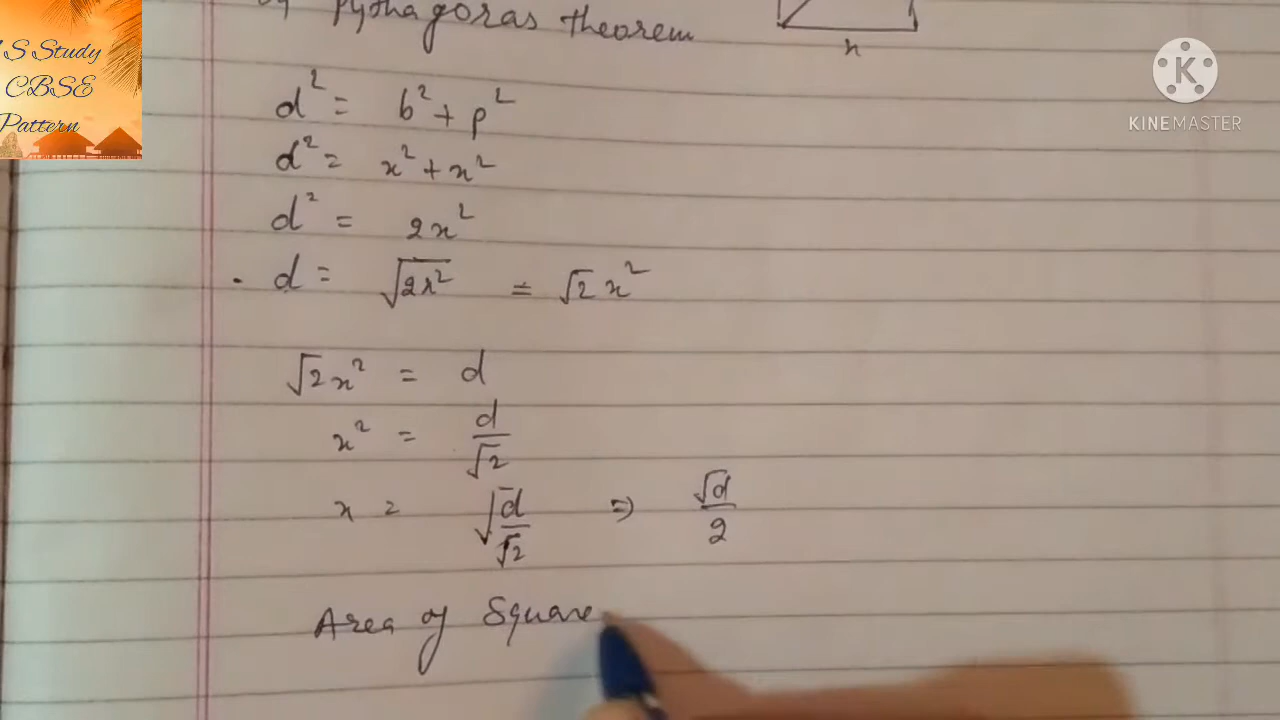 by Pythagoras theorem
x
d² = b² + p²
d² = x² + x²
d² = 2x²
. d = √2x² = √2 x²
√2 x² = d
x² = d/√2
x = √d/√2 ⇒ √d/2
Area of Square
S Study
CBSE
Pattern
K
KINEMASTER